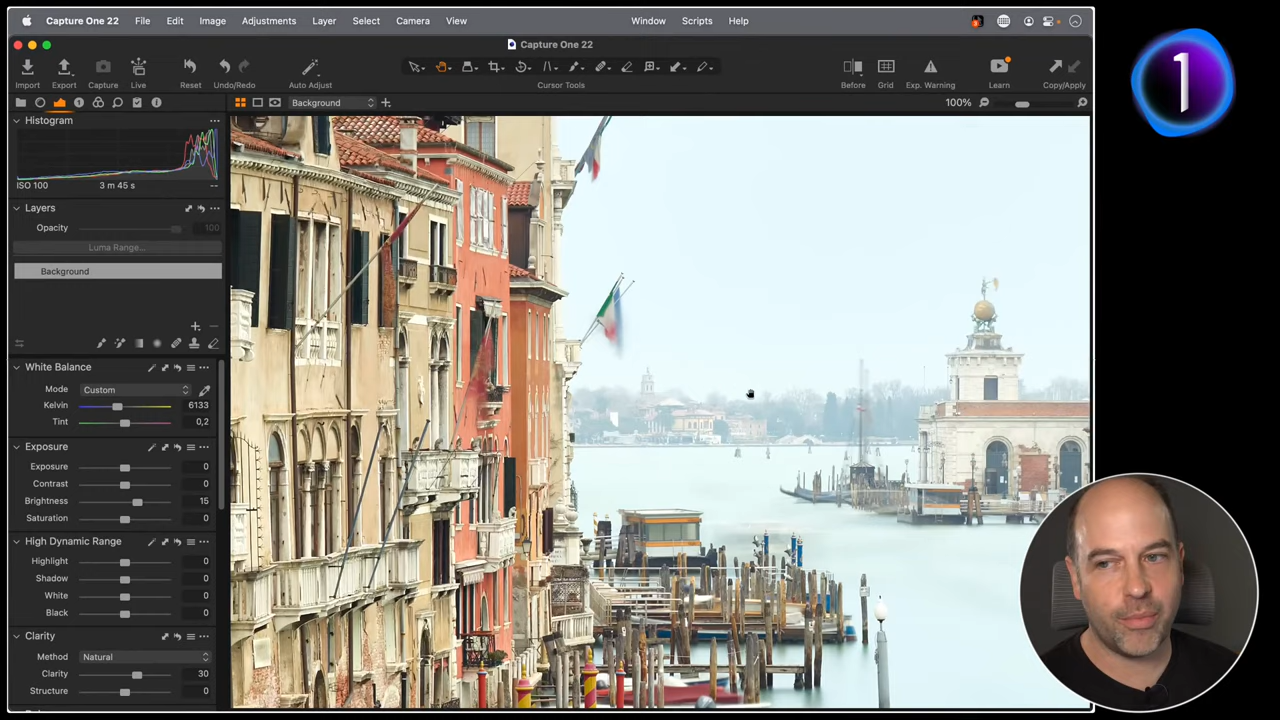 Capture One 22 File Edit Image Adjustments Layer Select Camera View Window Scripts Help
Capture One 22
Import Export Capture Live Reset Undo/Redo Auto Adjust Cursor Tools Before Grid Exp. Warning Learn Copy/Apply
Background 100%
Histogram
ISO 100 3 m 45 s --
Layers
Opacity 100
Luma Range...
Background
White Balance
Mode Custom
Kelvin 6133
Tint 0,2
Exposure
Exposure 0
Contrast 0
Brightness 15
Saturation 0
High Dynamic Range
Highlight 0
Shadow 0
White 0
Black 0
Clarity
Method Natural
Clarity 30
Structure 0
1